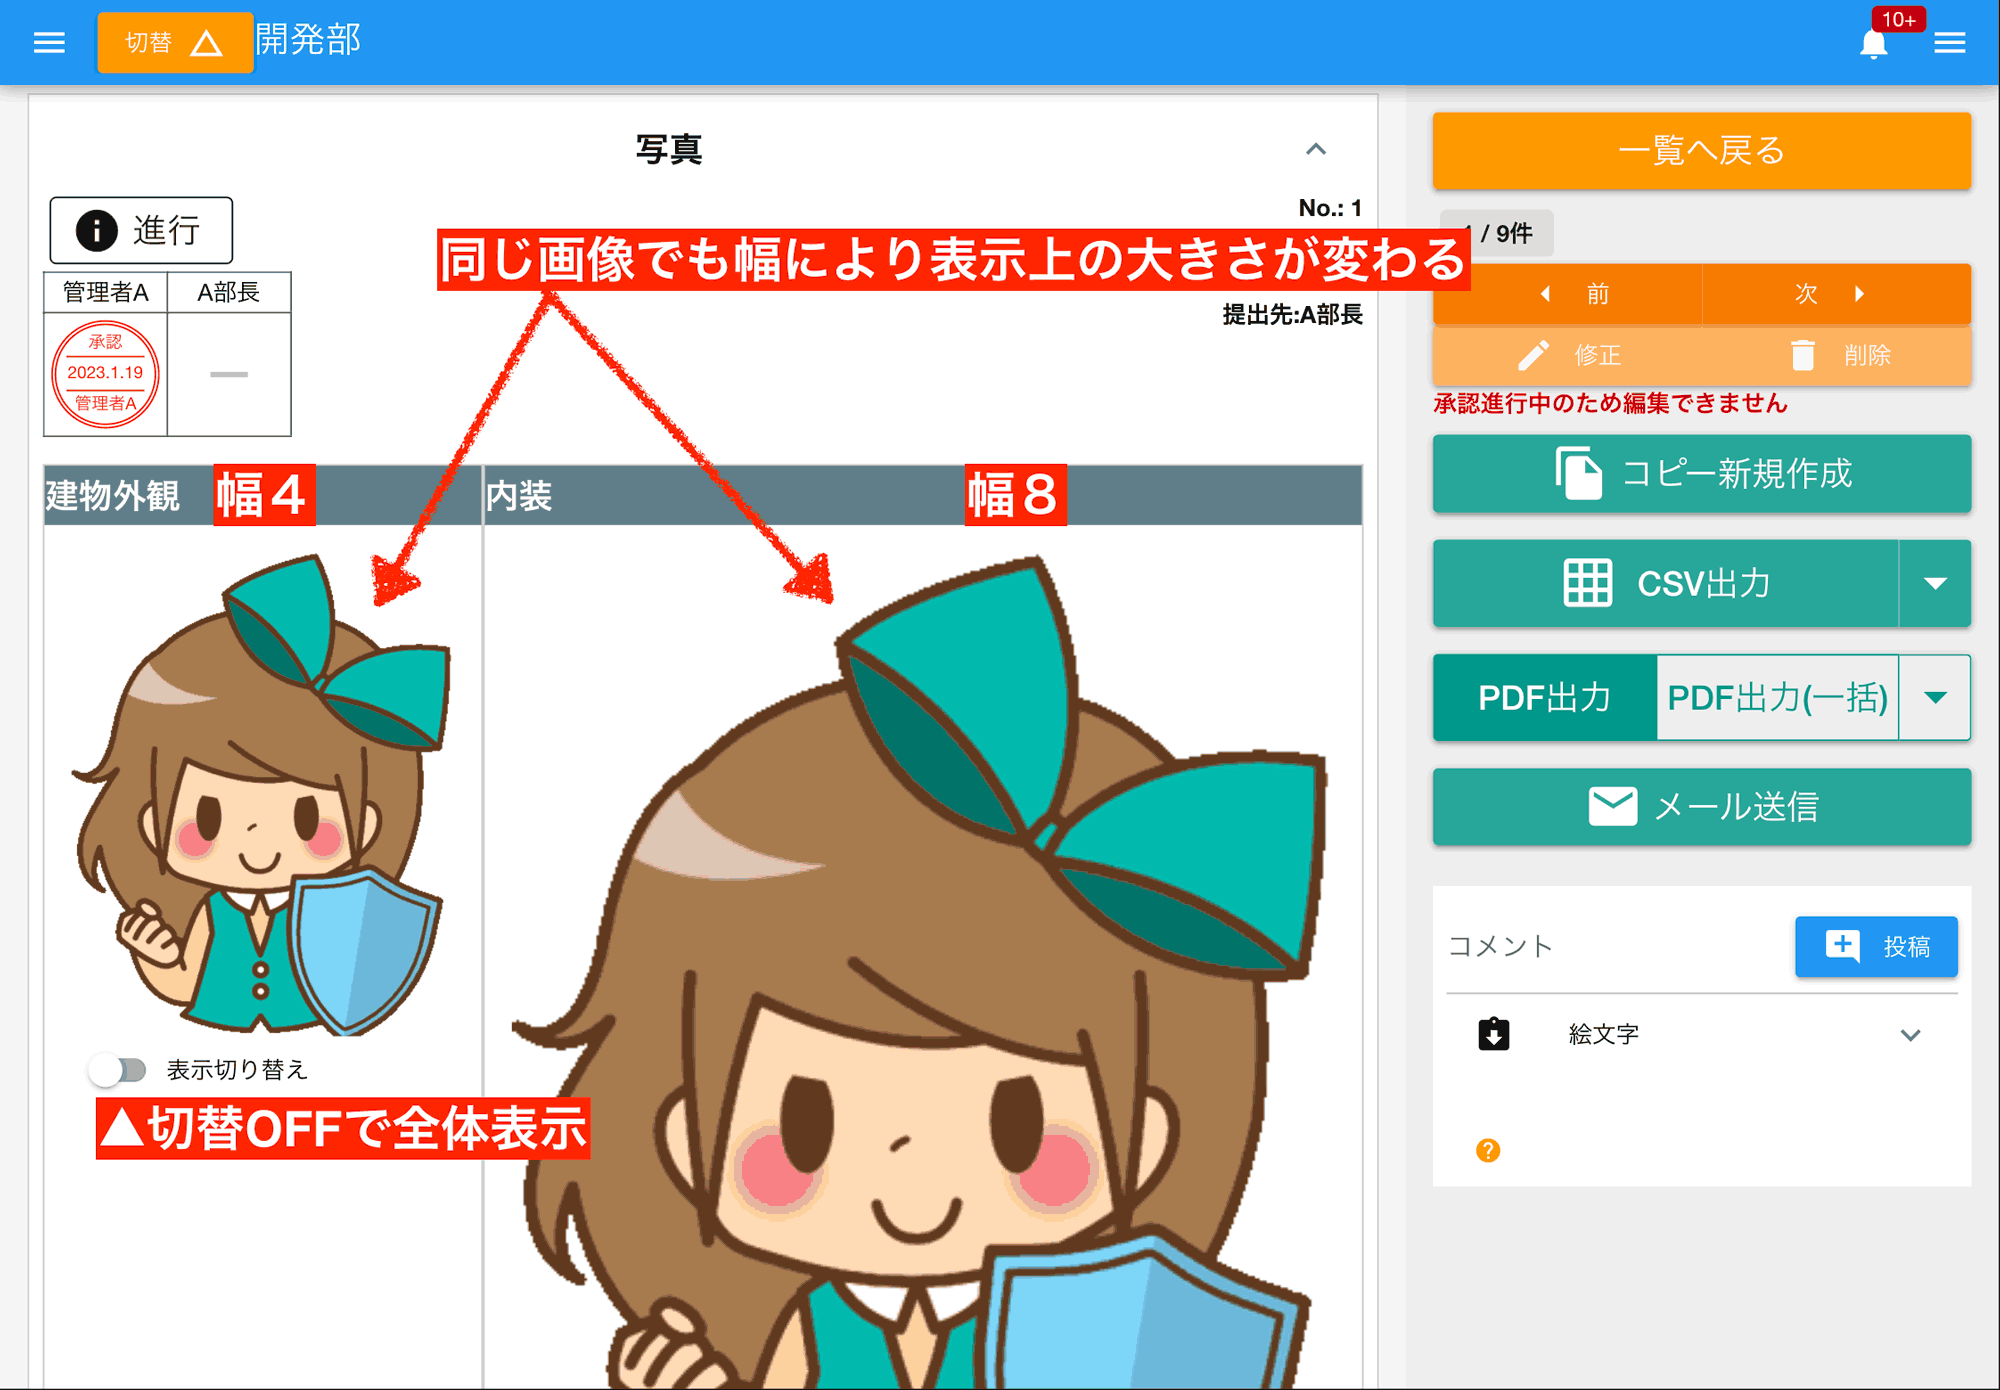 切替 開発部
10+
写真
進行
No.: 1
同じ画像でも幅により表示上の大きさが変わる
提出先:A部長
管理者A A部長
承認
2023.1.19
管理者A
建物外観 幅４ 内装 幅８
表示切り替え
▲切替OFFで全体表示
一覧へ戻る
/ 9件
前 次
修正 削除
承認進行中のため編集できません
コピー新規作成
CSV出力
PDF出力 PDF出力(一括)
メール送信
コメント 投稿
絵文字